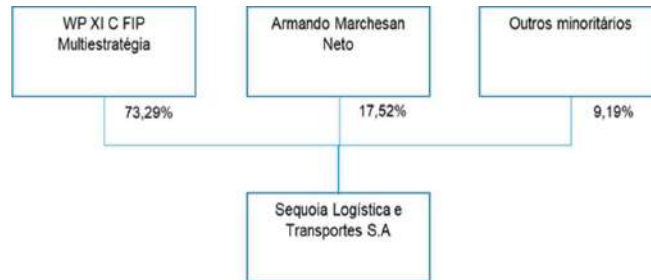 WP XI C FIP
Multiestratégia
Armando Marchesan
Neto
Outros minoritários
73,29%
17,52%
9,19%
Sequoia Logística e
Transportes S.A